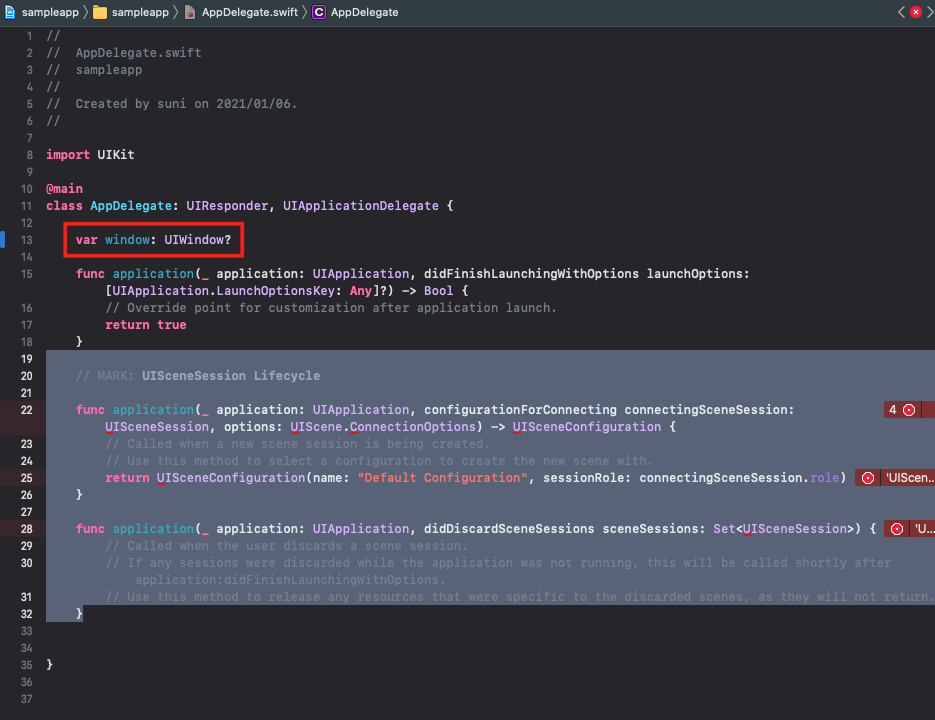 sampleapp sampleapp AppDelegate.swift C AppDelegate
1 //
2 //  AppDelegate.swift
3 //  sampleapp
4 //
5 //  Created by suni on 2021/01/06.
6 //
7
8 import UIKit
9
10 @main
11 class AppDelegate: UIResponder, UIApplicationDelegate {
12
13     var window: UIWindow?
14
15     func application(_ application: UIApplication, didFinishLaunchingWithOptions launchOptions:
        [UIApplication.LaunchOptionsKey: Any]?) -> Bool {
16         // Override point for customization after application launch.
17         return true
18     }
19
20     // MARK: UISceneSession Lifecycle
21
22     func application(_ application: UIApplication, configurationForConnecting connectingSceneSession: 4
        UISceneSession, options: UIScene.ConnectionOptions) -> UISceneConfiguration {
23         // Called when a new scene session is being created.
24         // Use this method to select a configuration to create the new scene with.
25         return UISceneConfiguration(name: "Default Configuration", sessionRole: connectingSceneSession.role) 'UIScen...
26     }
27
28     func application(_ application: UIApplication, didDiscardSceneSessions sceneSessions: Set<UISceneSession>) { 'U...
29         // Called when the user discards a scene session.
30         // If any sessions were discarded while the application was not running, this will be called shortly after
            application:didFinishLaunchingWithOptions.
31         // Use this method to release any resources that were specific to the discarded scenes, as they will not return.
32     }
33
34
35 }
36
37